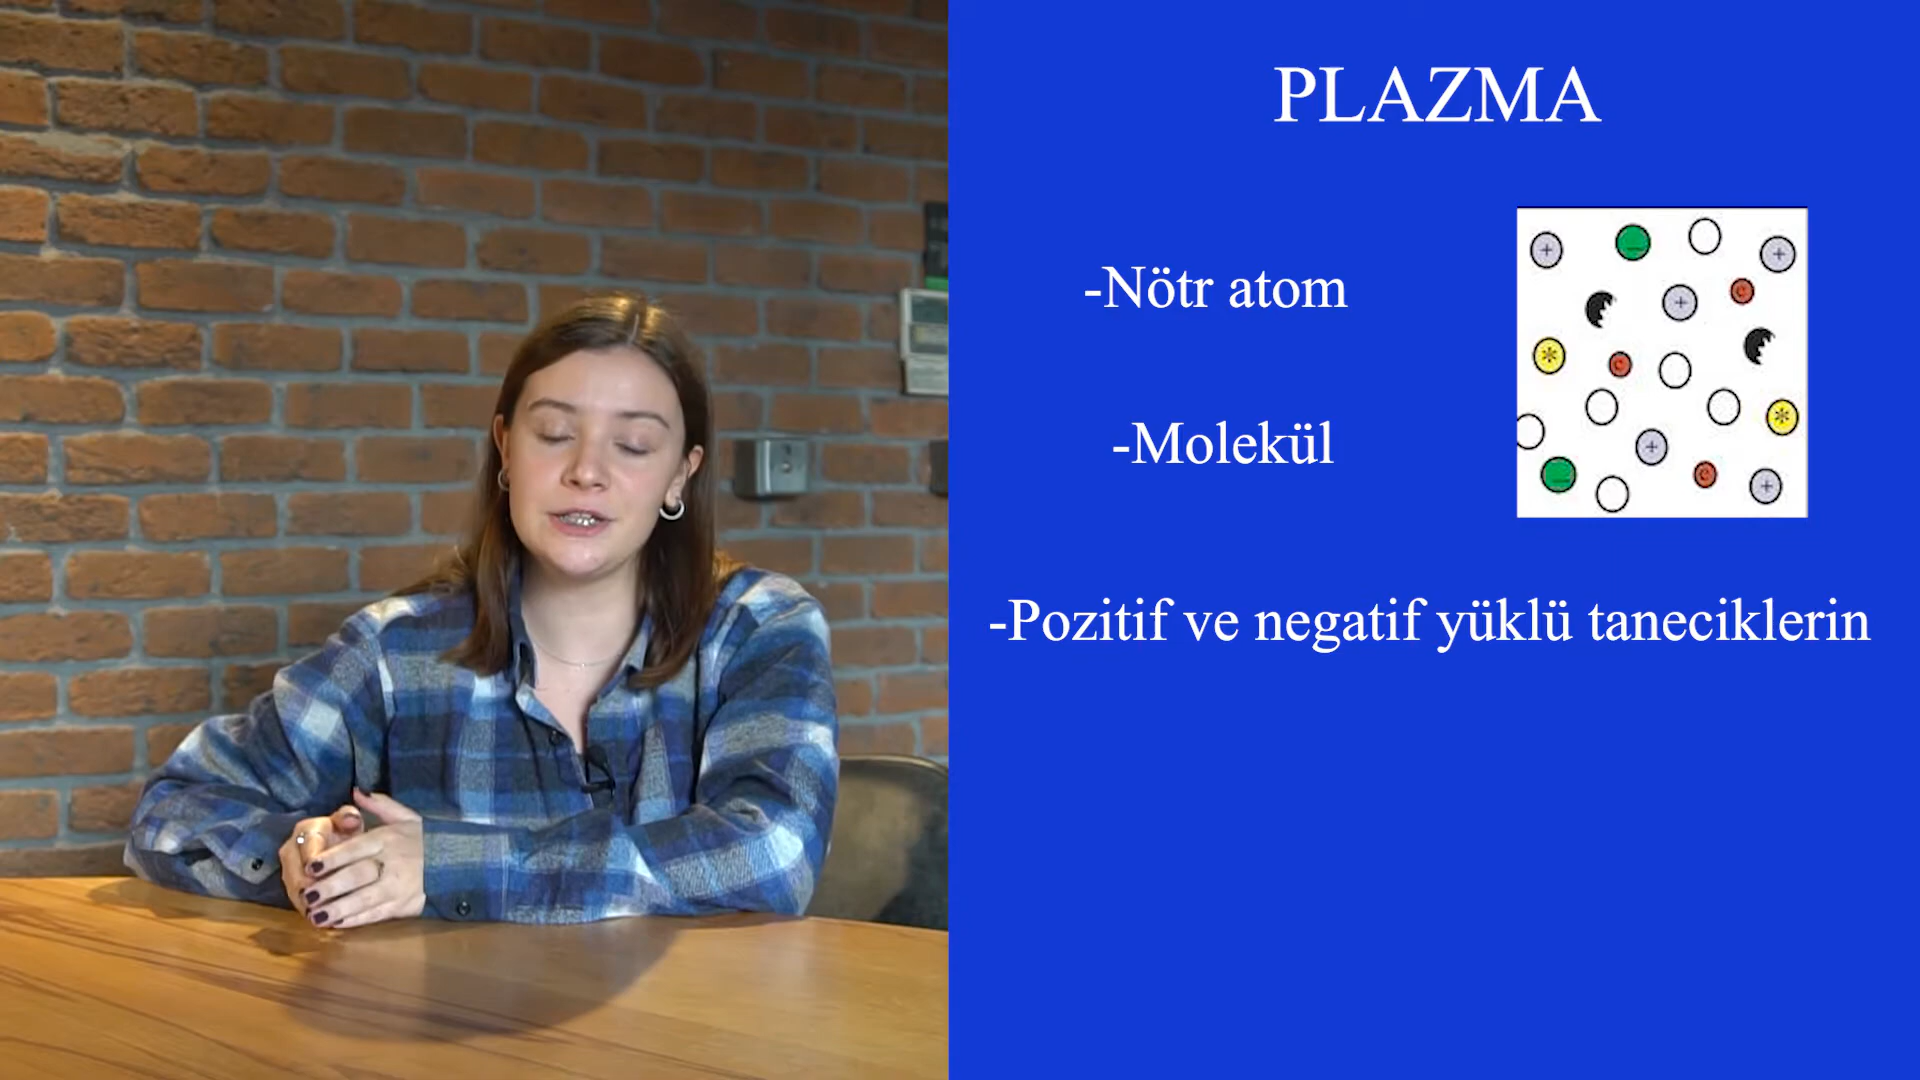 PLAZMA
-Nötr atom
-Molekül
-Pozitif ve negatif yüklü taneciklerin